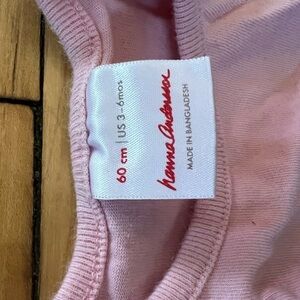 60 cm | US 3 - 6mos
hanna andersson
MADE IN BANGLADESH